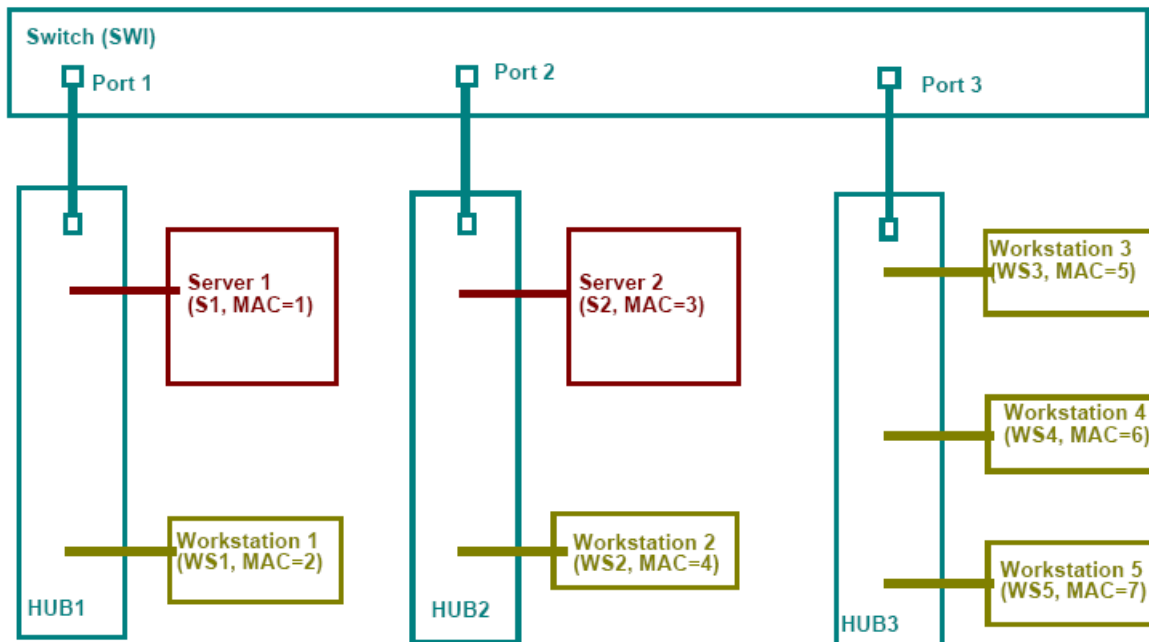 Switch (SWI)
Port 1
Port 2
Port 3
Server 1
(S1, MAC=1)
Server 2
(S2, MAC=3)
Workstation 3
(WS3, MAC=5)
Workstation 4
(WS4, MAC=6)
Workstation 1
(WS1, MAC=2)
Workstation 2
(WS2, MAC=4)
Workstation 5
(WS5, MAC=7)
HUB1
HUB2
HUB3